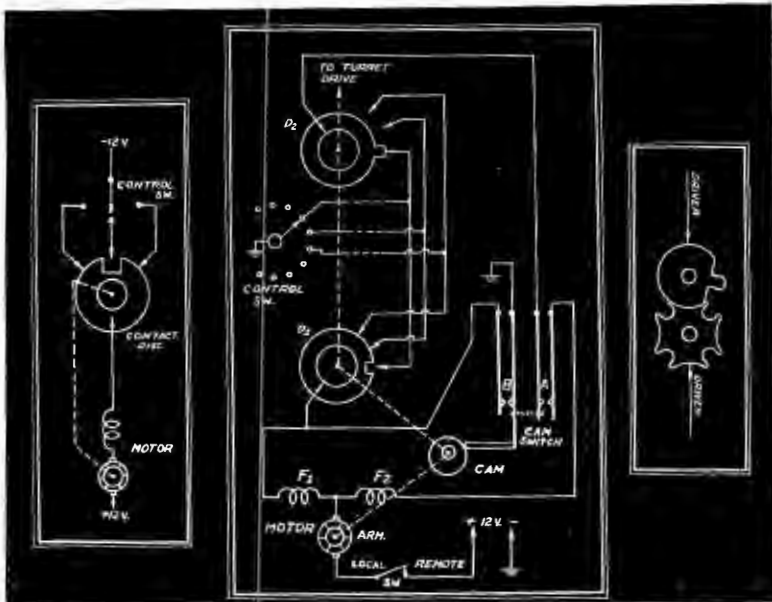 -12 V.
CONTROL
SW.
CONTACT
DISC
MOTOR
+12 V.
TO TURRET
DRIVE
D2
CONTROL
SW.
D1
B
A
CAM
SWITCH
CAM
F1
F2
MOTOR
ARM.
+ 12 V. -
LOCAL
REMOTE
SW
DRIVER
DRIVEN